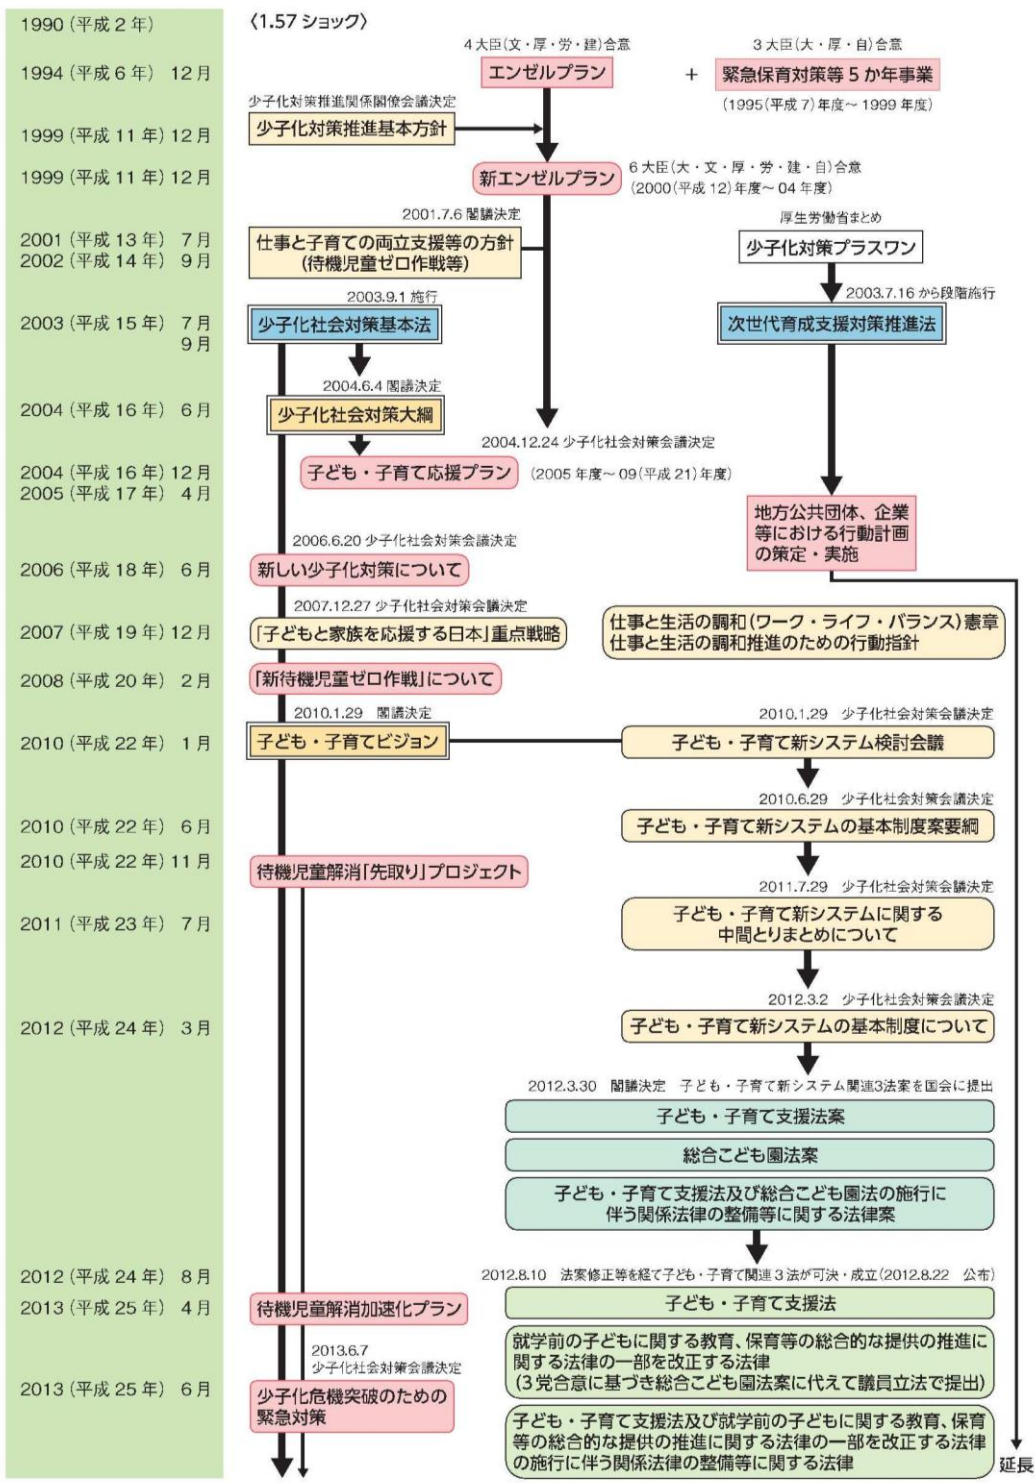 1990(平成2年)
〈1.57 ショック〉
4大臣(文・厚・労・建)合意
3大臣(大・厚・自)合意
1994(平成6年) 12月
エンゼルプラン
+
緊急保育対策等5か年事業
(1995(平成7)年度～1999年度)
少子化対策推進関係閣僚会議決定
1999(平成11年)12月
少子化対策推進基本方針
1999(平成11年)12月
新エンゼルプラン
6大臣(大・文・厚・労・建・自)合意
(2000(平成12)年度～04年度)
2001.7.6 閣議決定
厚生労働省まとめ
2001(平成13年) 7月
2002(平成14年) 9月
仕事と子育ての両立支援等の方針
(待機児童ゼロ作戦等)
少子化対策プラスワン
2003.9.1 施行
2003.7.16 から段階施行
2003(平成15年) 7月
9月
少子化社会対策基本法
次世代育成支援対策推進法
2004.6.4 閣議決定
2004(平成16年) 6月
少子化社会対策大綱
2004.12.24 少子化社会対策会議決定
2004(平成16年)12月
2005(平成17年) 4月
子ども・子育て応援プラン
(2005年度～09(平成21)年度)
地方公共団体、企業
等における行動計画
の策定・実施
2006.6.20 少子化社会対策会議決定
2006(平成18年) 6月
新しい少子化対策について
2007.12.27 少子化社会対策会議決定
2007(平成19年)12月
「子どもと家族を応援する日本」重点戦略
仕事と生活の調和(ワーク・ライフ・バランス)憲章
仕事と生活の調和推進のための行動指針
2008(平成20年) 2月
「新待機児童ゼロ作戦」について
2010.1.29 閣議決定
2010.1.29 少子化社会対策会議決定
2010(平成22年) 1月
子ども・子育てビジョン
子ども・子育て新システム検討会議
2010.6.29 少子化社会対策会議決定
2010(平成22年) 6月
子ども・子育て新システムの基本制度案要綱
2010(平成22年)11月
待機児童解消「先取り」プロジェクト
2011.7.29 少子化社会対策会議決定
2011(平成23年) 7月
子ども・子育て新システムに関する
中間とりまとめについて
2012.3.2 少子化社会対策会議決定
2012(平成24年) 3月
子ども・子育て新システムの基本制度について
2012.3.30 閣議決定 子ども・子育て新システム関連3法案を国会に提出
子ども・子育て支援法案
総合こども園法案
子ども・子育て支援法及び総合こども園法の施行に
伴う関係法律の整備等に関する法律案
2012(平成24年) 8月
2012.8.10 法案修正等を経て子ども・子育て関連3法が可決・成立(2012.8.22 公布)
2013(平成25年) 4月
待機児童解消加速化プラン
子ども・子育て支援法
2013.6.7
少子化社会対策会議決定
就学前の子どもに関する教育、保育等の総合的な提供の推進に
関する法律の一部を改正する法律
(3党合意に基づき総合こども園法案に代えて議員立法で提出)
2013(平成25年) 6月
少子化危機突破のための
緊急対策
子ども・子育て支援法及び就学前の子どもに関する教育、保育
等の総合的な提供の推進に関する法律の一部を改正する法律
の施行に伴う関係法律の整備等に関する法律
延長